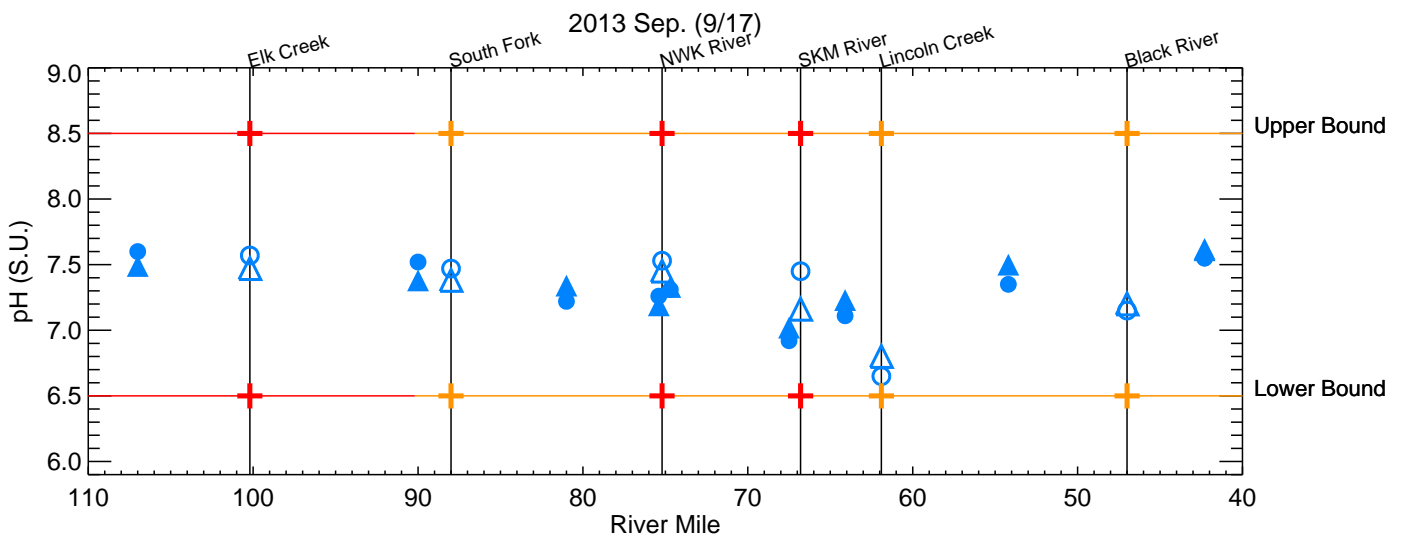 2013 Sep. (9/17)
Elk Creek
South Fork
NWK River
SKM River
Lincoln Creek
Black River
9.0
8.5
8.0
7.5
7.0
6.5
6.0
pH (S.U.)
Upper Bound
Lower Bound
110 100 90 80 70 60 50 40
River Mile